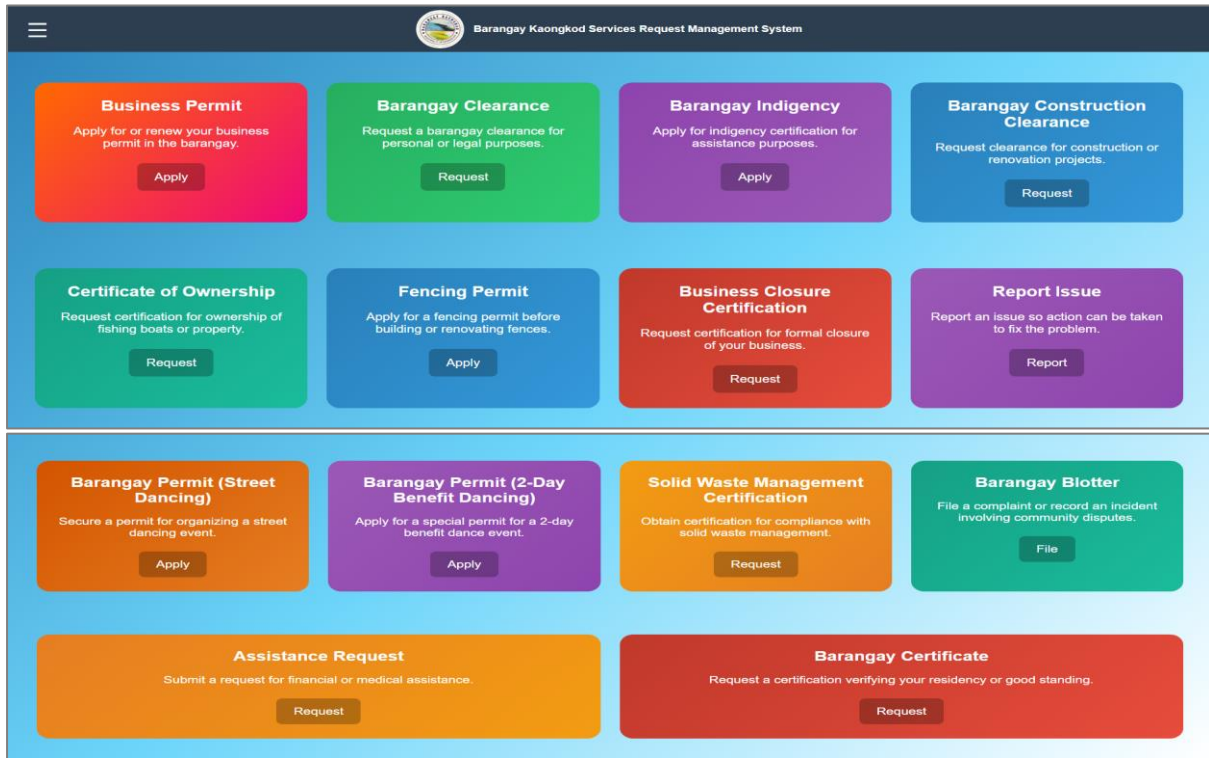 Barangay Kaongkod Services Request Management System
Business Permit
Apply for or renew your business
permit in the barangay.
Apply
Barangay Clearance
Request a barangay clearance for
personal or legal purposes.
Request
Barangay Indigency
Apply for indigency certification for
assistance purposes.
Apply
Barangay Construction
Clearance
Request clearance for construction or
renovation projects.
Request
Certificate of Ownership
Request certification for ownership of
fishing boats or property.
Request
Fencing Permit
Apply for a fencing permit before
building or renovating fences.
Apply
Business Closure
Certification
Request certification for formal closure
of your business.
Request
Report Issue
Report an issue so action can be taken
to fix the problem.
Report
Barangay Permit (Street
Dancing)
Secure a permit for organizing a street
dancing event.
Apply
Barangay Permit (2-Day
Benefit Dancing)
Apply for a special permit for a 2-day
benefit dance event.
Apply
Solid Waste Management
Certification
Obtain certification for compliance with
solid waste management.
Request
Barangay Blotter
File a complaint or record an incident
involving community disputes.
File
Assistance Request
Submit a request for financial or medical assistance.
Request
Barangay Certificate
Request a certification verifying your residency or good standing.
Request